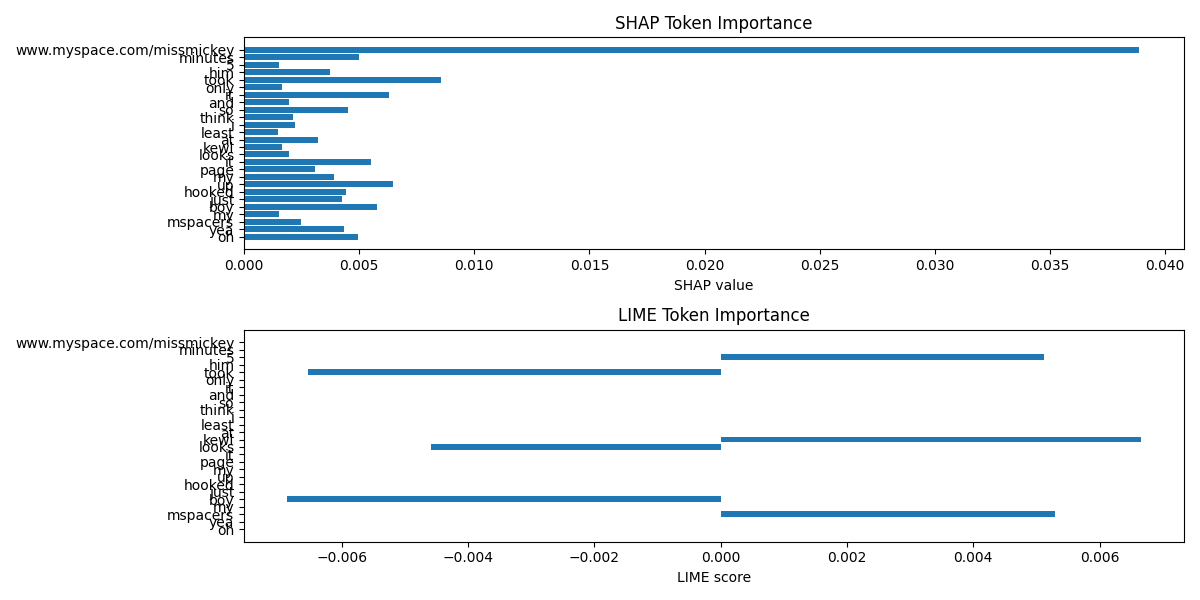 SHAP Token Importance
www.myspace.com/missmickey
minutes
5
him
took
only
it
and
so
think
i
least
at
kewl
looks
it
page
my
up
hooked
just
boy
my
mspacers
yea
oh
0.000 0.005 0.010 0.015 0.020 0.025 0.030 0.035 0.040
SHAP value
LIME Token Importance
www.myspace.com/missmickey
minutes
5
him
took
only
it
and
so
think
i
least
at
kewl
looks
it
page
my
up
hooked
just
boy
my
mspacers
yea
oh
−0.006 −0.004 −0.002 0.000 0.002 0.004 0.006
LIME score